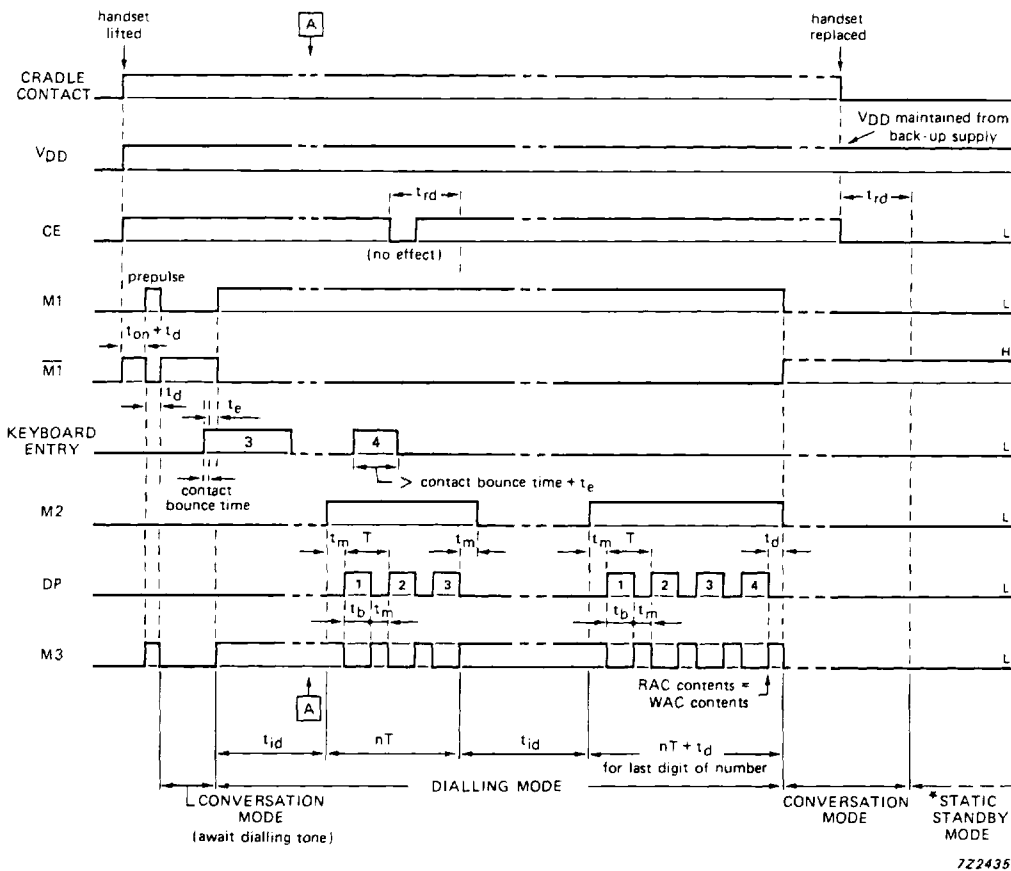 handset
lifted
A
handset
replaced
CRADLE
CONTACT
VDD maintained from
back-up supply
VDD
trd
trd
CE
L
(no effect)
prepulse
M1
L
ton + td
H
M1
td
te
KEYBOARD
ENTRY
3
4
L
> contact bounce time + te
contact
bounce time
M2
L
tm
T
tm
tm
T
td
DP
1
2
3
1
2
3
4
L
tb
tm
tb
tm
M3
L
RAC contents =
WAC contents
A
tid
nT
tid
nT + td
for last digit of number
CONVERSATION
MODE
(await dialling tone)
DIALLING MODE
CONVERSATION
MODE
*STATIC
STANDBY
MODE
7Z2435